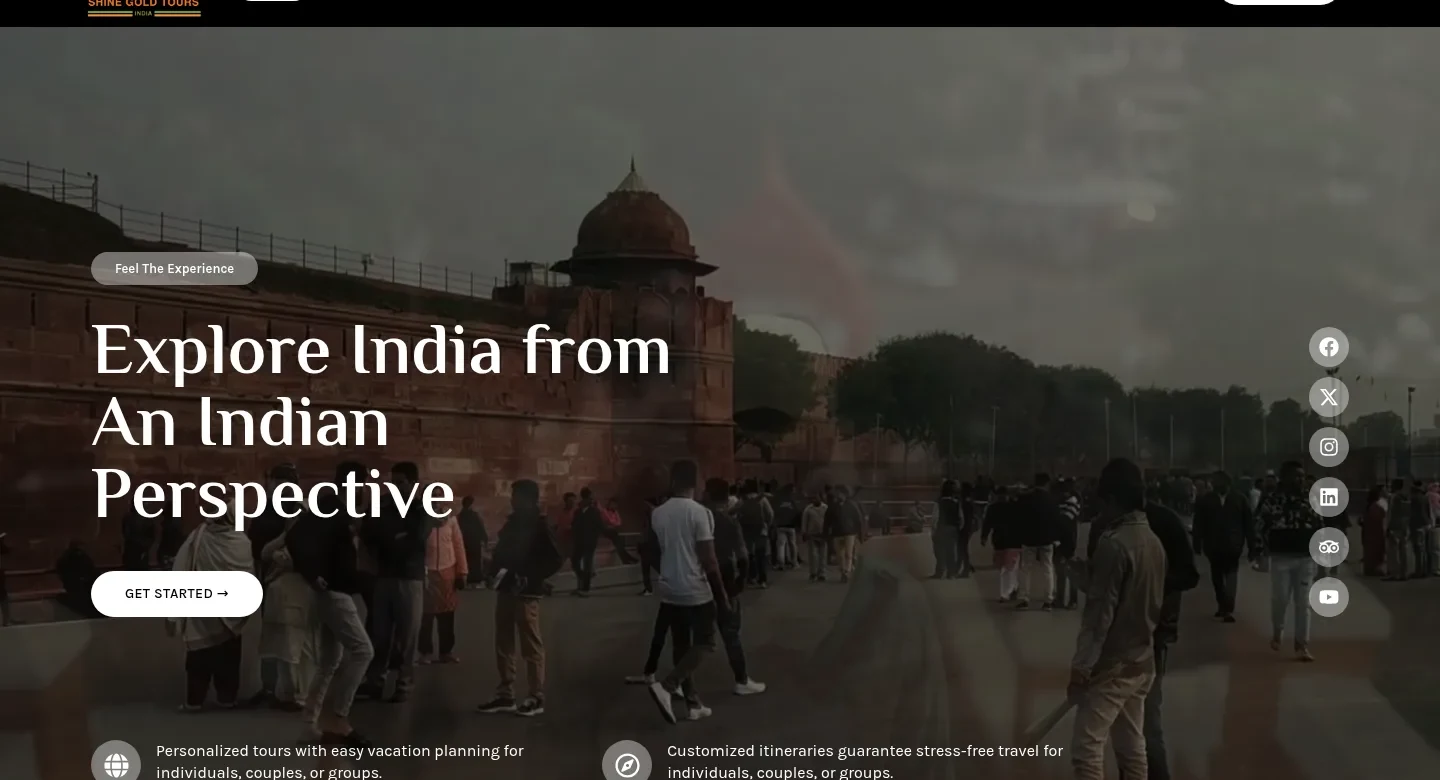 SHINE GOLD TOURS
INDIA
Feel The Experience
Explore India from
An Indian
Perspective
GET STARTED →
Personalized tours with easy vacation planning for
individuals, couples, or groups.
Customized itineraries guarantee stress-free travel for
individuals, couples, or groups.